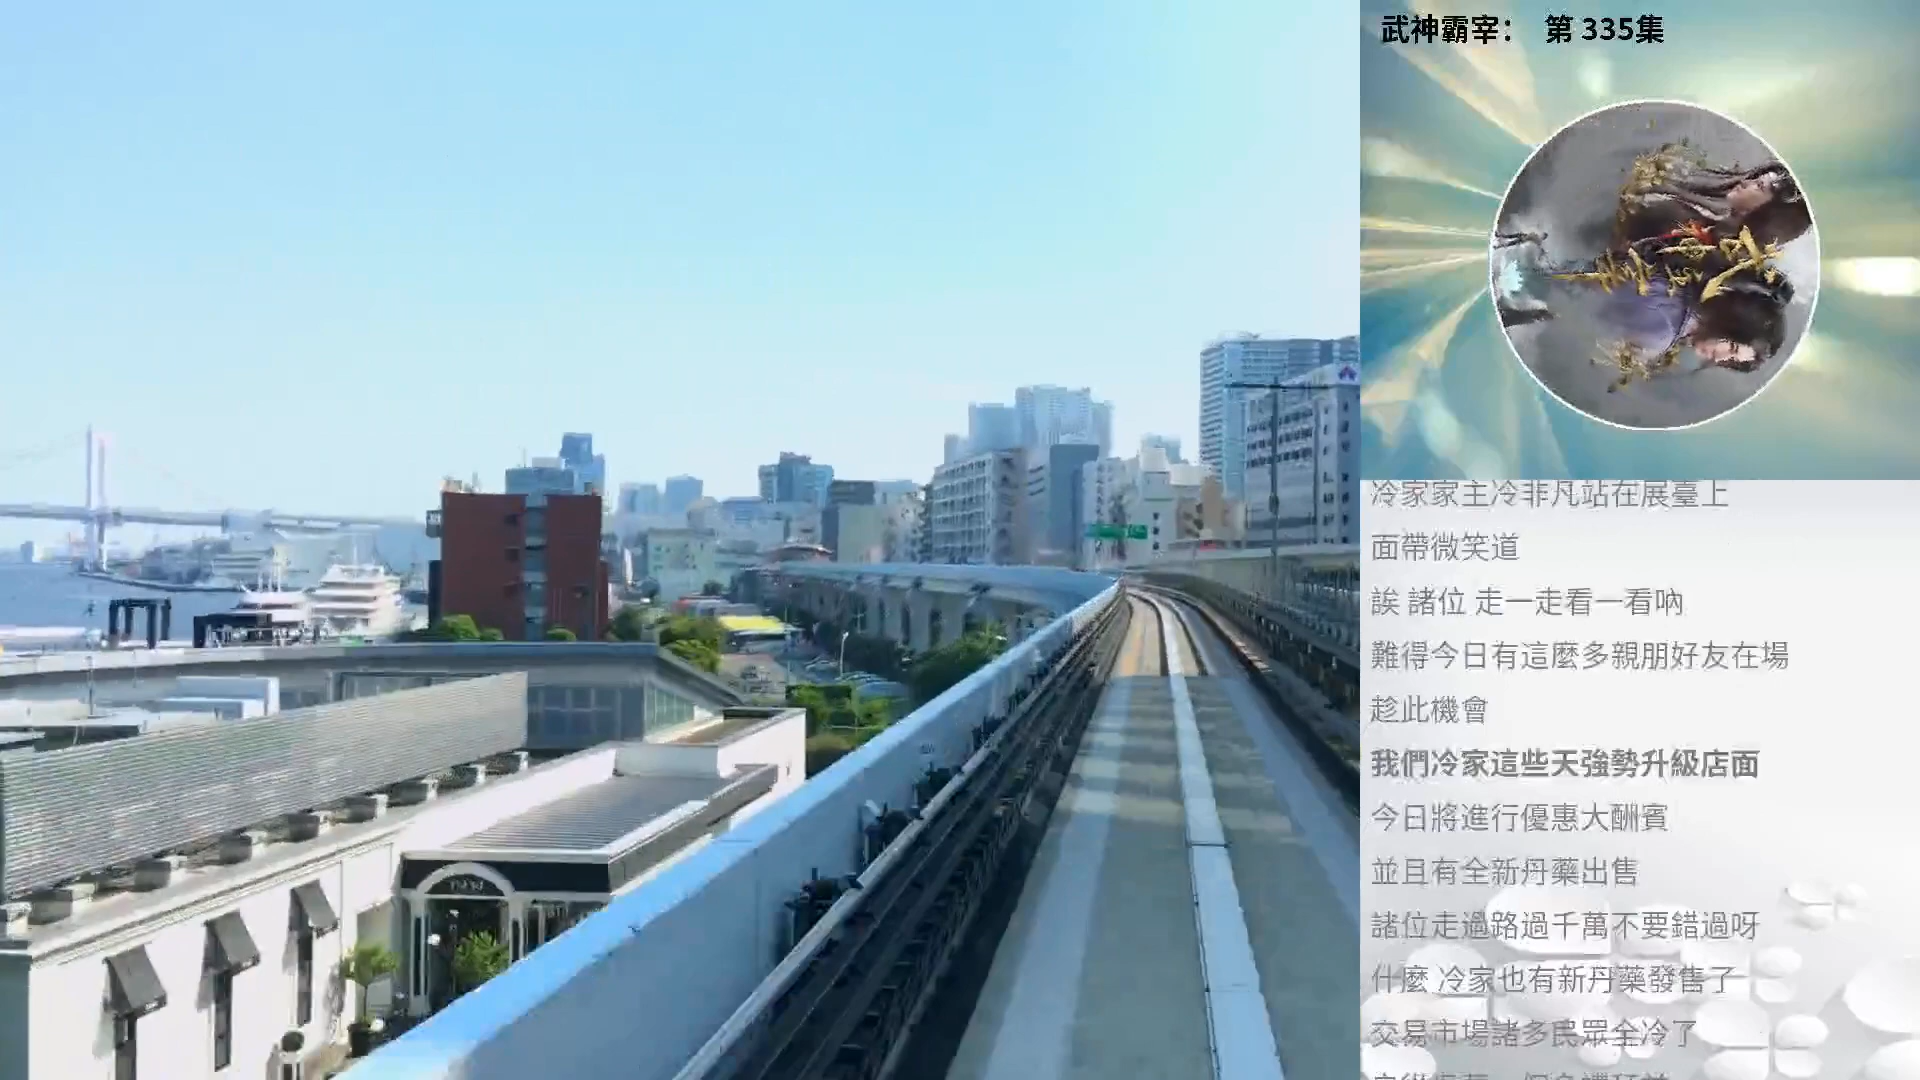 武神霸宰： 第 335集
冷家家主冷非凡站在展臺上
面帶微笑道
誒 諸位 走一走看一看吶
難得今日有這麼多親朋好友在場
趁此機會
我們冷家這些天強勢升級店面
今日將進行優惠大酬賓
並且有全新丹藥出售
諸位走過路過千萬不要錯過呀
什麼 冷家也有新丹藥發售了
交易市場諸多民眾全冷了